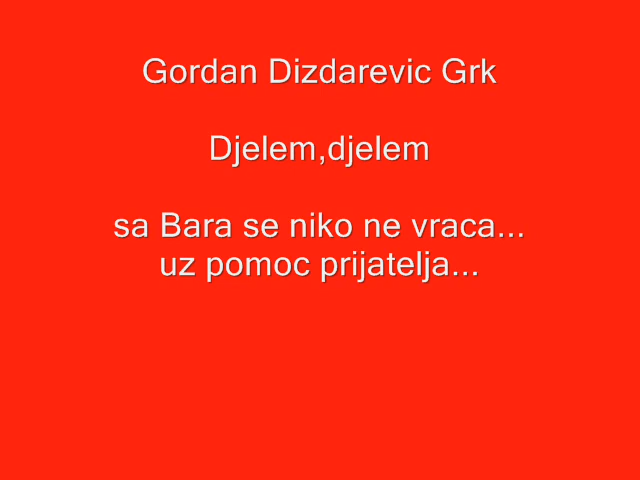 Gordan Dizdarevic Grk
Djelem,djelem
sa Bara se niko ne vraca...
uz pomoc prijatelja...